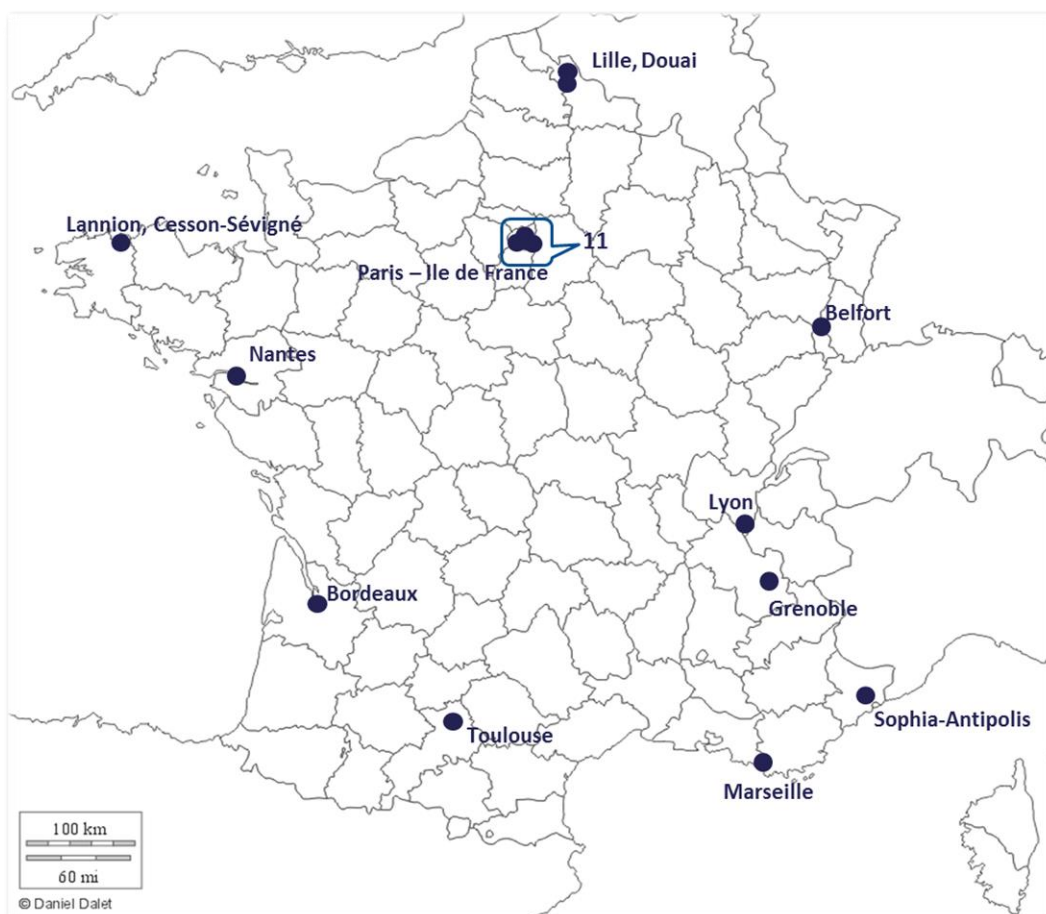 Lille, Douai
Lannion, Cesson-Sévigné
11
Paris – Ile de France
Belfort
Nantes
Lyon
Bordeaux
Grenoble
Sophia-Antipolis
Toulouse
Marseille
100 km
60 mi
© Daniel Dalet